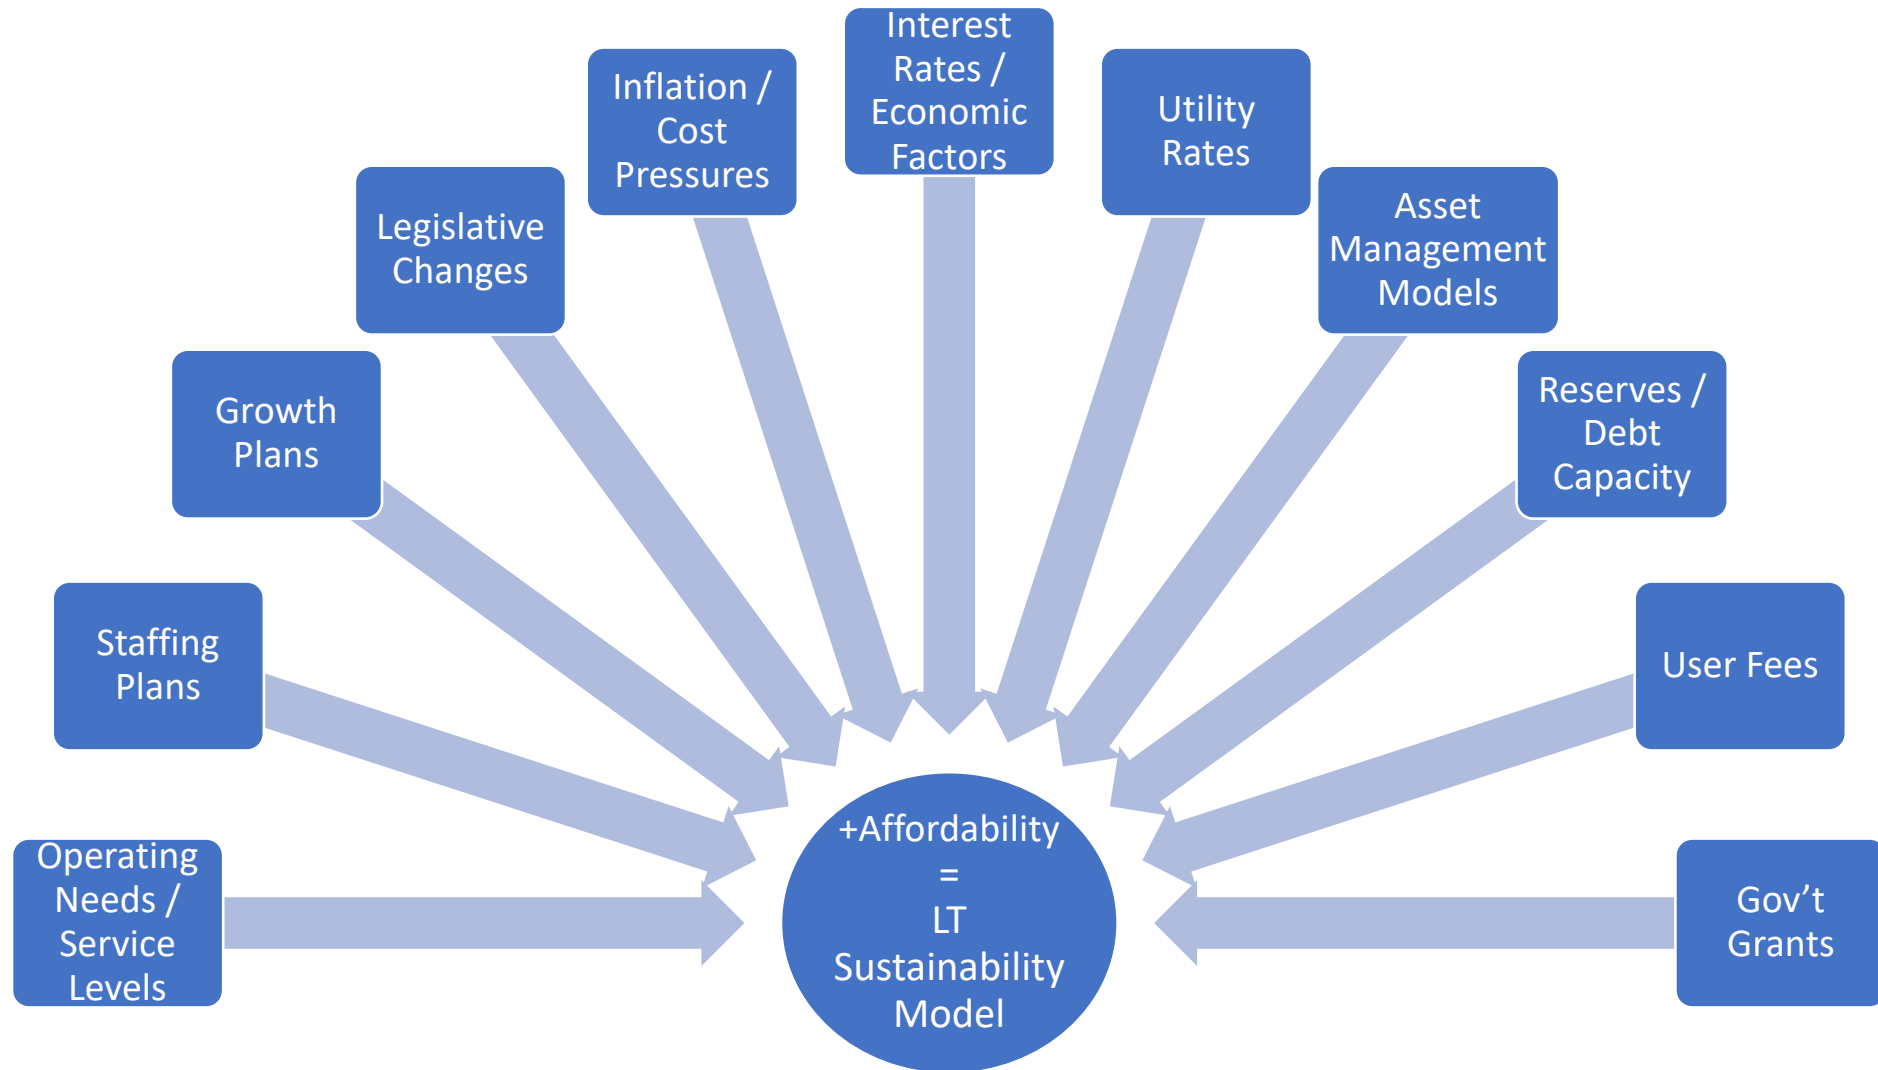 Operating
Needs /
Service
Levels
Staffing
Plans
Growth
Plans
Legislative
Changes
Inflation /
Cost
Pressures
Interest
Rates /
Economic
Factors
Utility
Rates
Asset
Management
Models
Reserves /
Debt
Capacity
User Fees
Gov’t
Grants
+Affordability
=
LT
Sustainability
Model